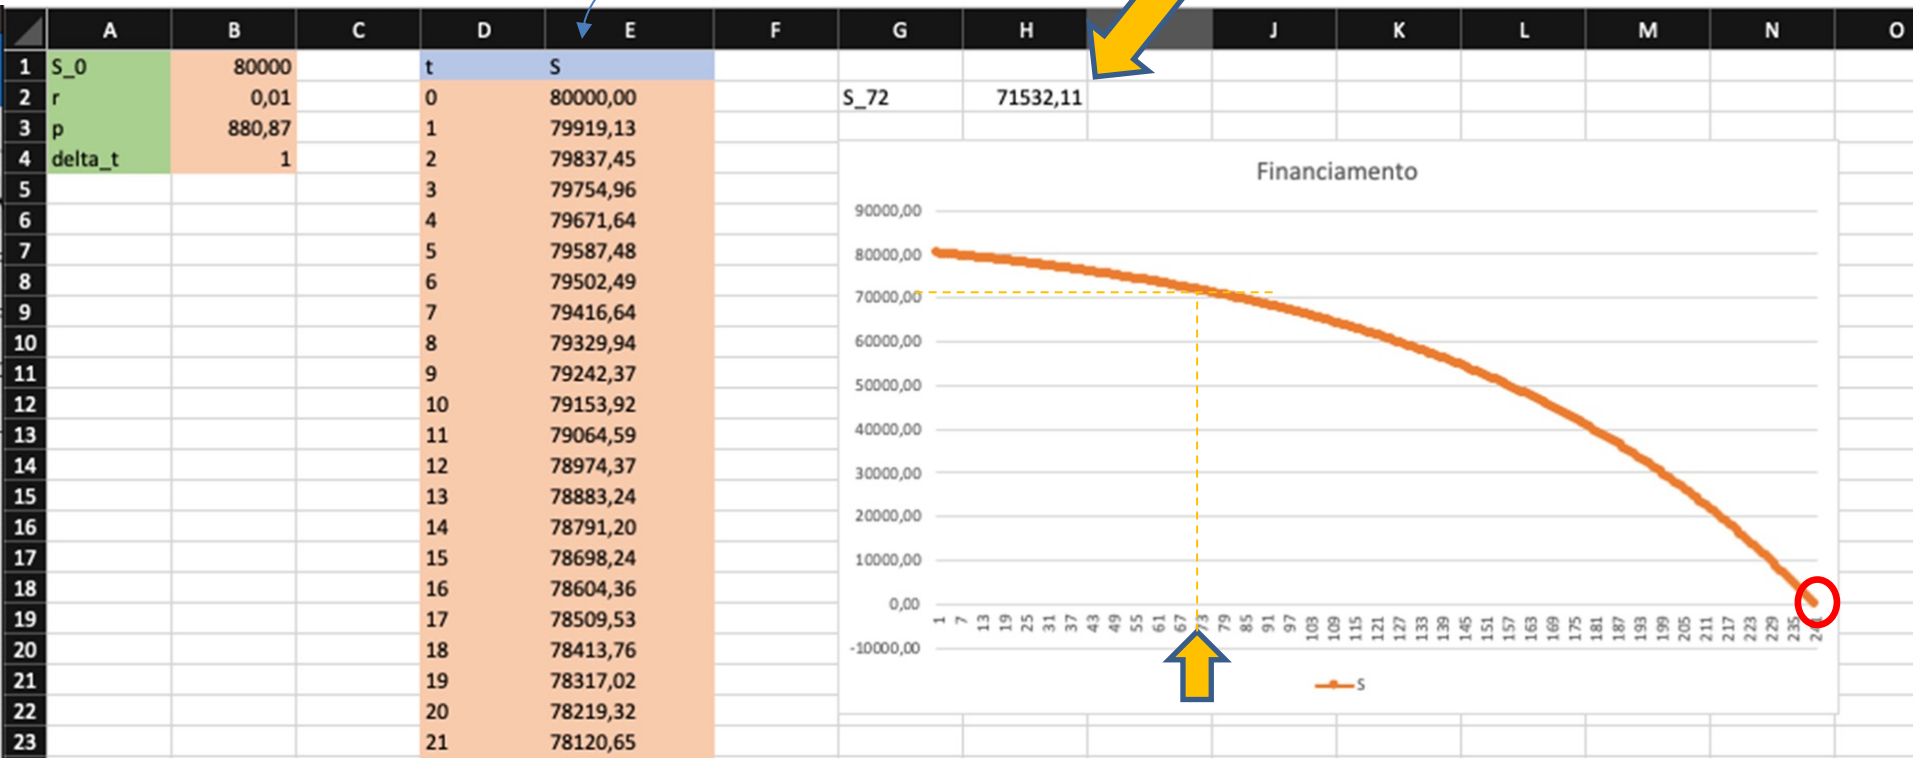 A B C D E F G H J K L M N O
1 S_0 80000 t S
2 r 0,01 0 80000,00 S_72 71532,11
3 p 880,87 1 79919,13
4 delta_t 1 2 79837,45
5 3 79754,96
6 4 79671,64
7 5 79587,48
8 6 79502,49
9 7 79416,64
10 8 79329,94
11 9 79242,37
12 10 79153,92
13 11 79064,59
14 12 78974,37
15 13 78883,24
16 14 78791,20
17 15 78698,24
18 16 78604,36
19 17 78509,53
20 18 78413,76
21 19 78317,02
22 20 78219,32
23 21 78120,65
Financiamento
90000,00
80000,00
70000,00
60000,00
50000,00
40000,00
30000,00
20000,00
10000,00
0,00
-10000,00
1 7 13 19 25 31 37 43 49 55 61 67 73 79 85 91 97 103 109 115 121 127 133 139 145 151 157 163 169 175 181 187 193 199 205 211 217 223 229 235
S